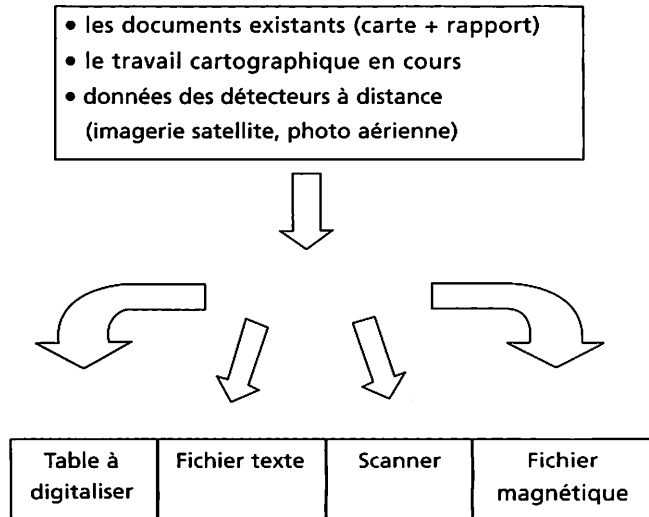 • les documents existants (carte + rapport)
• le travail cartographique en cours
• données des détecteurs à distance
(imagerie satellite, photo aérienne)
Table à
digitaliser
Fichier texte
Scanner
Fichier
magnétique